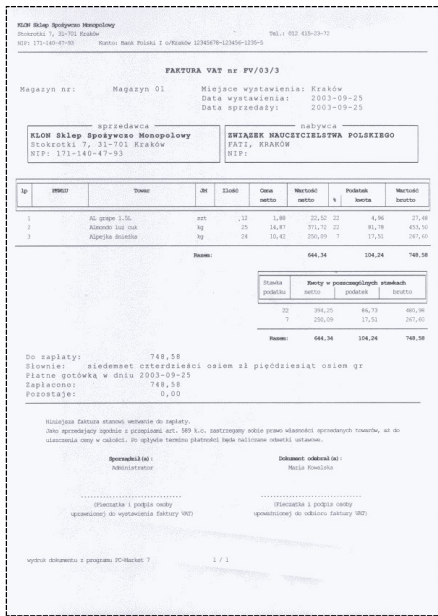 KLON Sklep Spożywczo Monopolowy
Stokrotki 7, 31-701 Kraków Tel.: 012 415-23-72
NIP: 171-140-47-93 Konto: Bank Polski I o/Kraków 12345678-123456-1235-5
FAKTURA VAT nr FV/03/3
Magazyn nr: Magazyn 01 Miejsce wystawienia: Kraków
Data wystawienia: 2003-09-25
Data sprzedaży: 2003-09-25
sprzedawca nabywca
KLON Sklep Spożywczo Monopolowy ZWIĄZEK NAUCZYCIELSTWA POLSKIEGO
Stokrotki 7, 31-701 Kraków FATI, KRAKÓW
NIP: 171-140-47-93 NIP:
lp PKWiU Towar JM Ilość Cena netto Wartość netto % Podatek kwota Wartość brutto
1 AL grape 1.5L szt 12 1,88 22,52 22 4,96 27,48
2 Almondo luz cuk kg 25 14,87 371,72 22 81,78 453,50
3 Alpejka śnieżka kg 24 10,42 250,09 7 17,51 267,60
Razem: 644,34 104,24 748,58
Stawka podatku Kwoty w poszczególnych stawkach
netto podatek brutto
22 394,25 86,73 480,98
7 250,09 17,51 267,60
Razem: 644,34 104,24 748,58
Do zapłaty: 748,58
Słownie: siedemset czterdzieści osiem zł pięćdziesiąt osiem gr
Płatne gotówką w dniu 2003-09-25
Zapłacono: 748,58
Pozostaje: 0,00
Niniejsza faktura stanowi wezwanie do zapłaty.
Jako sprzedający zgodnie z przepisami art. 589 k.c. zastrzegamy sobie prawo własności sprzedanych towarów, aż do
uiszczenia ceny w całości. Po upływie terminu płatności będą naliczane odsetki ustawowe.
Sporządził(a): Dokument odebrał(a):
Administrator Maria Kowalska
(Pieczątka i podpis osoby (Pieczątka i podpis osoby
uprawnionej do wystawienia faktury VAT) upoważnionej do odbioru faktury VAT)
wydruk dokumentu z programu PC-Market 7 1 / 1